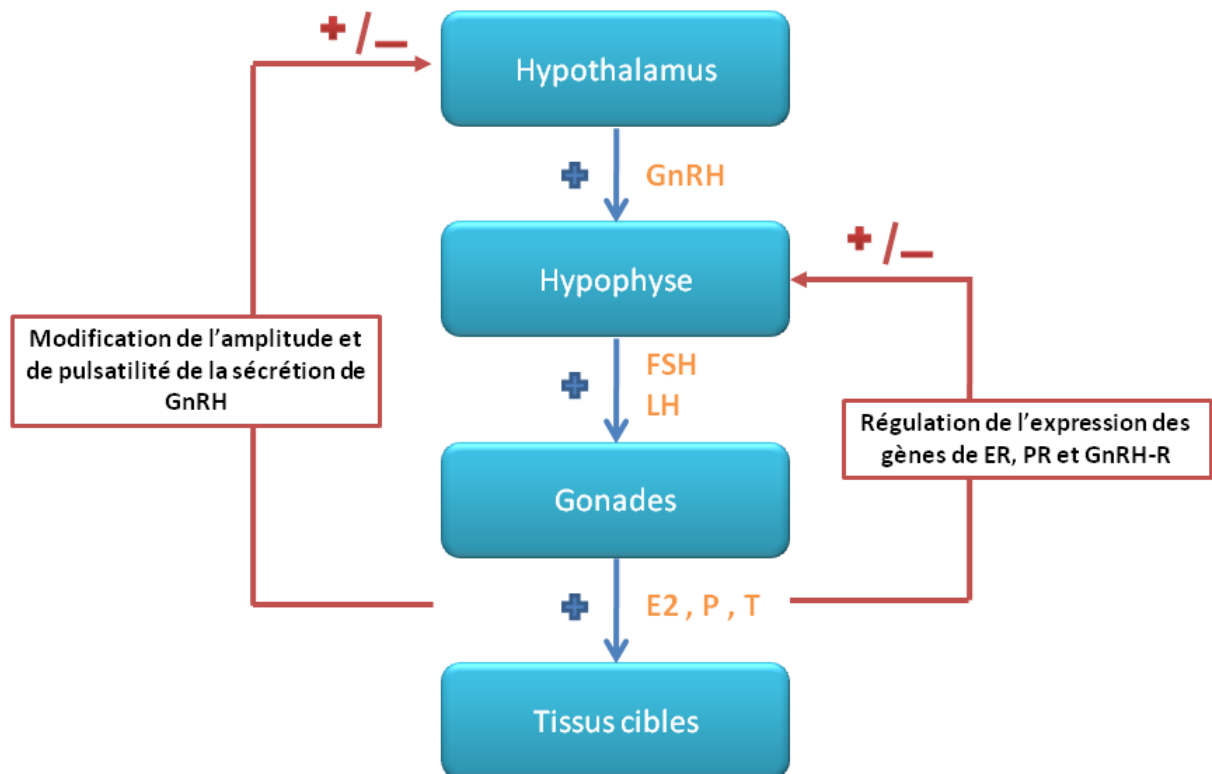 + / –
Hypothalamus
+ GnRH
+ / –
Hypophyse
Modification de l’amplitude et
de pulsatilité de la sécrétion de
GnRH
FSH
+
LH
Régulation de l’expression des
gènes de ER, PR et GnRH-R
Gonades
+ E2 , P , T
Tissus cibles